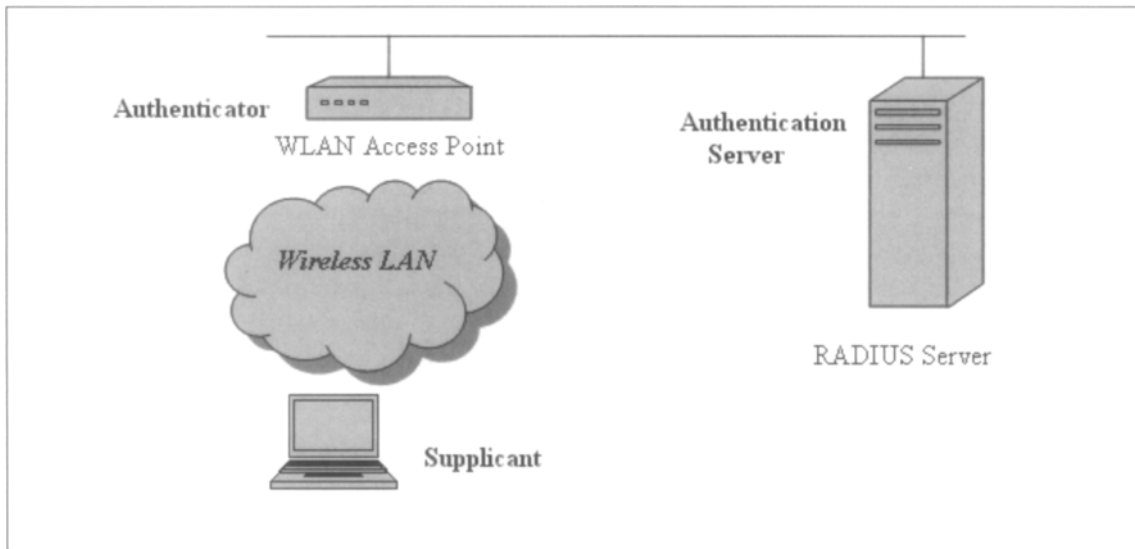 Authenticator
WLAN Access Point
Authentication
Server
Wireless LAN
RADIUS Server
Supplicant